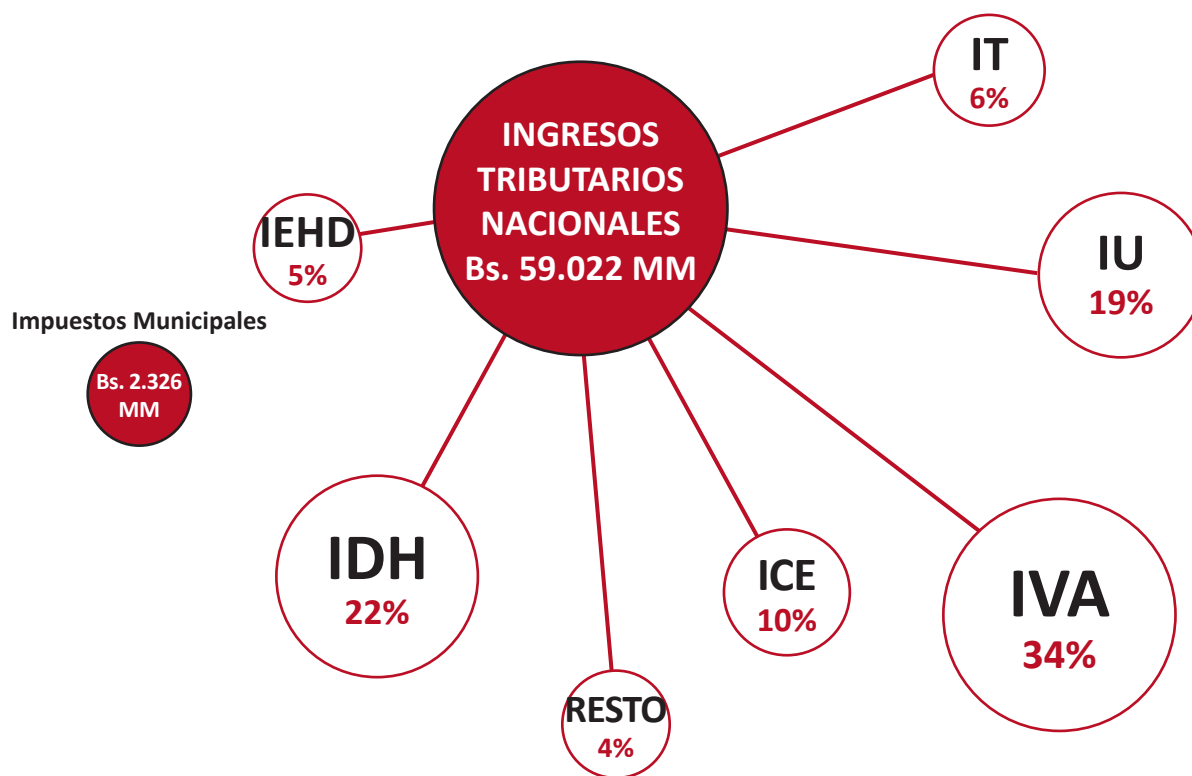 IT
6%
INGRESOS
TRIBUTARIOS
NACIONALES
Bs. 59.022 MM
IEHD
5%
IU
19%
Impuestos Municipales
Bs. 2.326
MM
IDH
22%
ICE
10%
IVA
34%
RESTO
4%